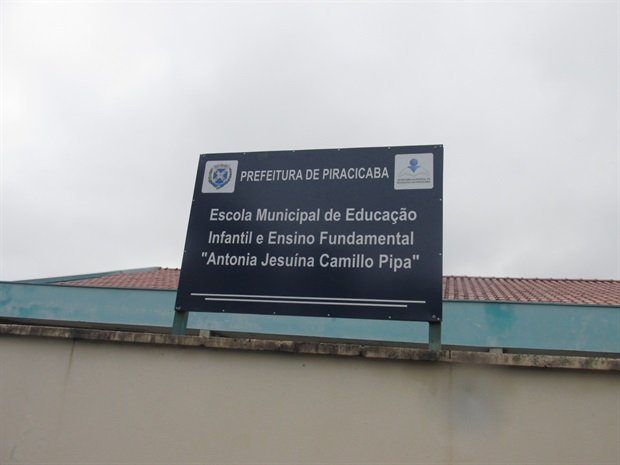 PREFEITURA DE PIRACICABA
Escola Municipal de Educação
Infantil e Ensino Fundamental
"Antonia Jesuína Camillo Pipa"